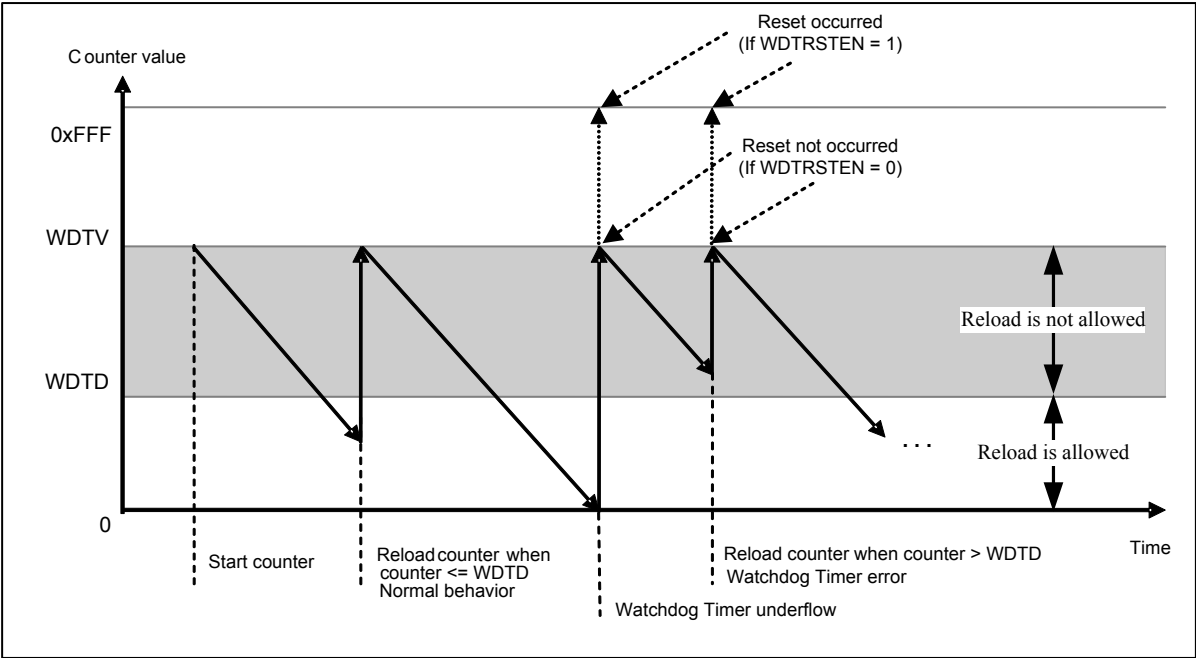 Reset occurred
(If WDTRSTEN = 1)
Counter value
0xFFF
Reset not occurred
(If WDTRSTEN = 0)
WDTV
Reload is not allowed
WDTD
Reload is allowed
. . .
0
Time
Start counter
Reload counter when
counter <= WDTD
Normal behavior
Reload counter when counter > WDTD
Watchdog Timer error
Watchdog Timer underflow